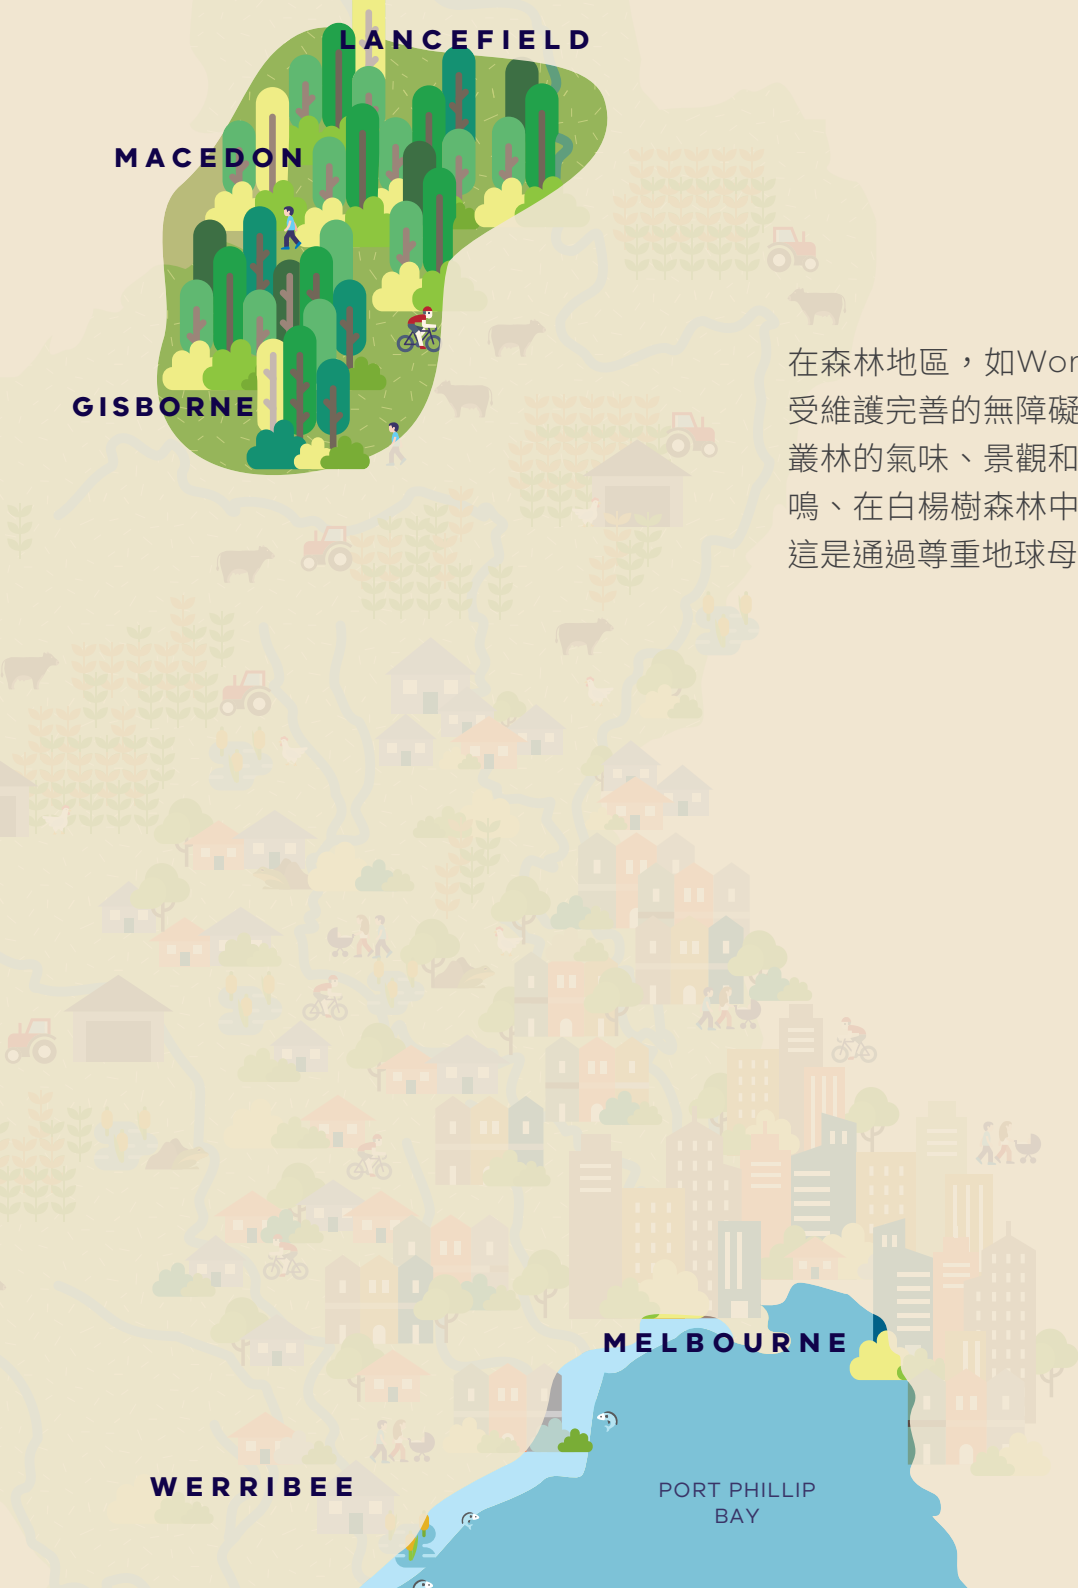 LANCEFIELD
MACEDON
在森林地區，如Wor
受維護完善的無障礙
GISBORNE
叢林的氣味、景觀和
鳴、在白楊樹森林中
這是通過尊重地球母
MELBOURNE
WERRIBEE
PORT PHILLIP
BAY